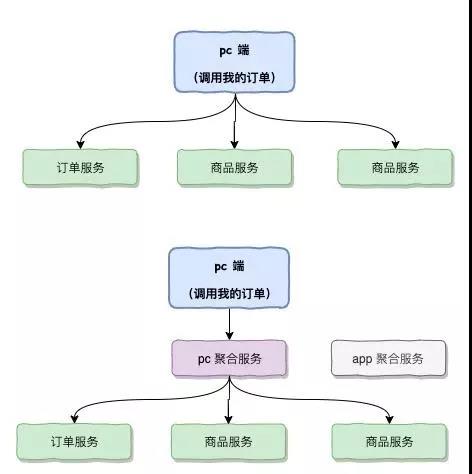 pc 端
（调用我的订单）
订单服务
商品服务
商品服务
pc 端
（调用我的订单）
pc 聚合服务
app 聚合服务
订单服务
商品服务
商品服务